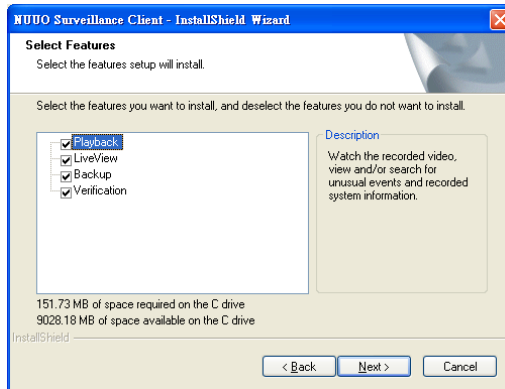 NUUO Surveillance Client - InstallShield Wizard
Select Features
Select the features setup will install.
Select the features you want to install, and deselect the features you do not want to install.
Playback
LiveView
Backup
Verification
Description
Watch the recorded video,
view and/or search for
unusual events and recorded
system information.
151.73 MB of space required on the C drive
9028.18 MB of space available on the C drive
InstallShield
< Back
Next >
Cancel